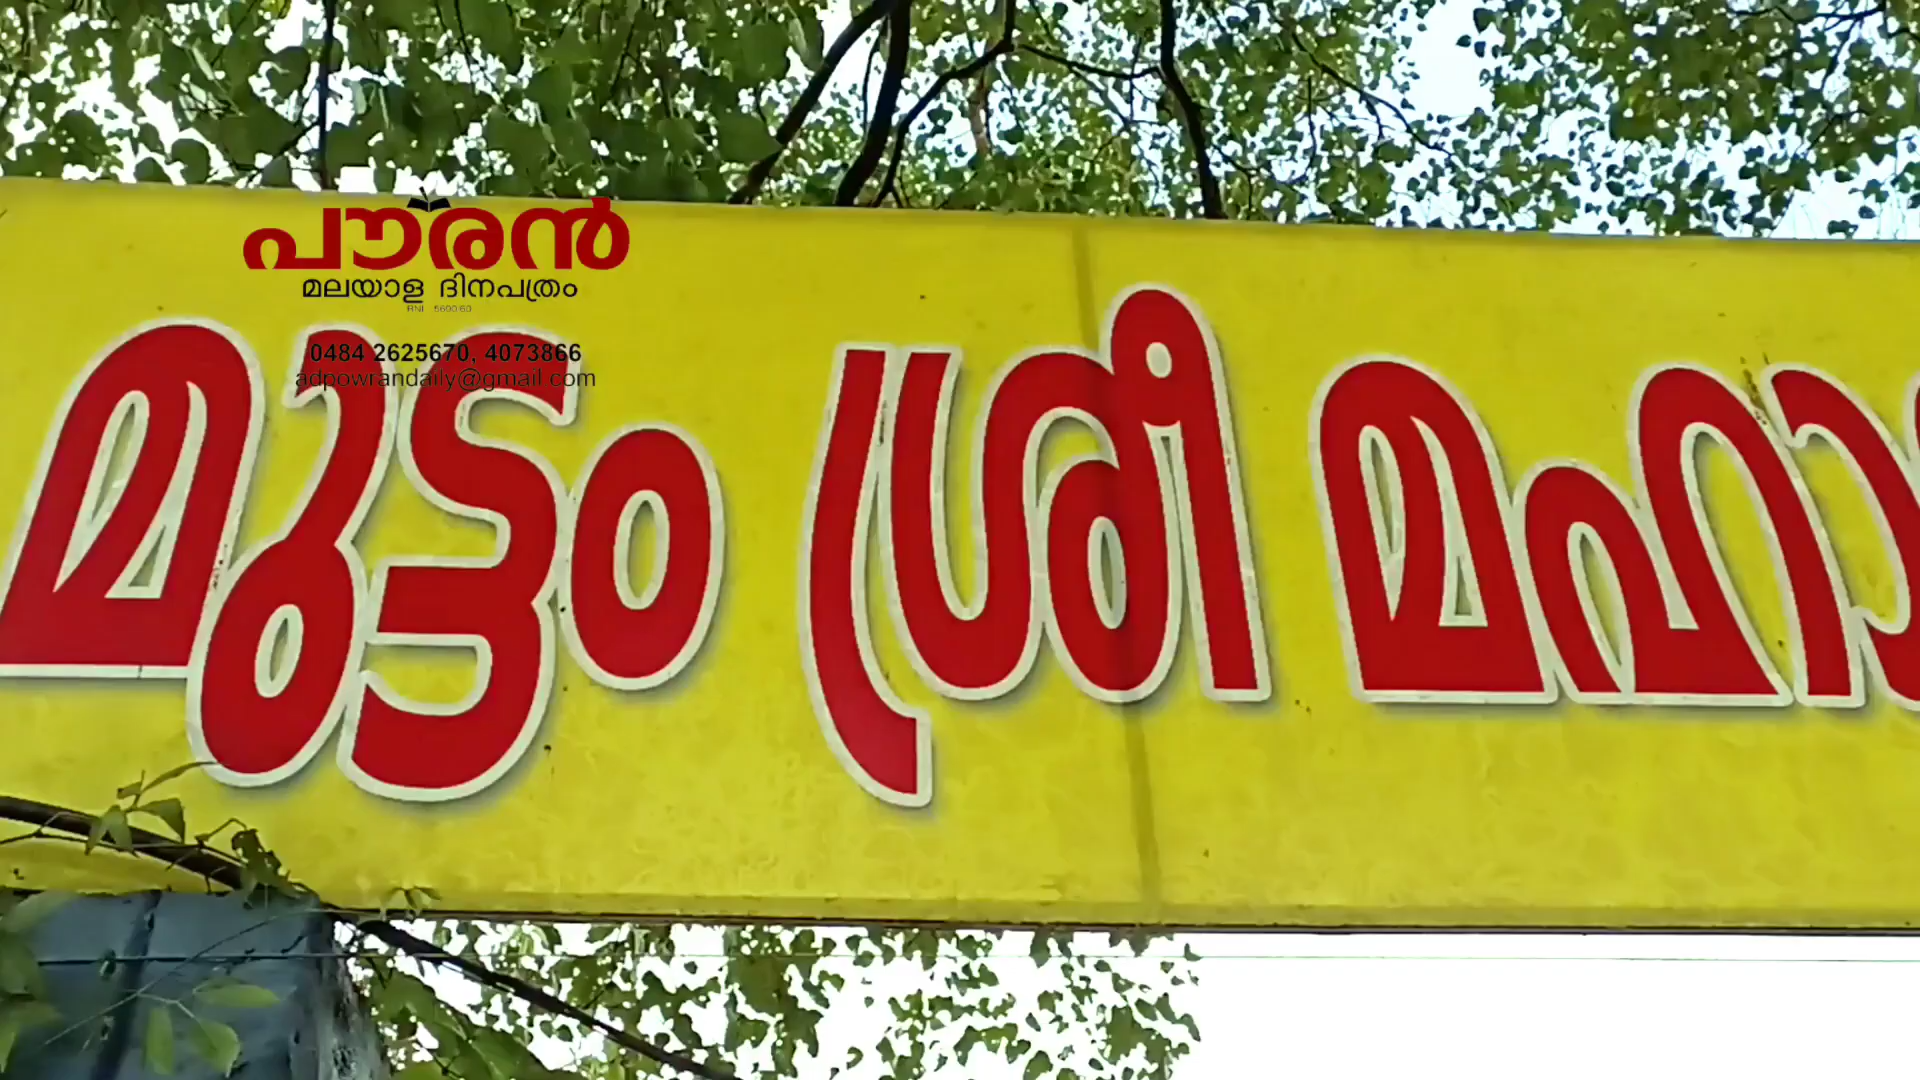 പൗരൻ
മലയാള ദിനപത്രം
0484 2625670, 4073866
adpowrandaily@gmail.com
മുട്ടം ശ്രീ മഹാ